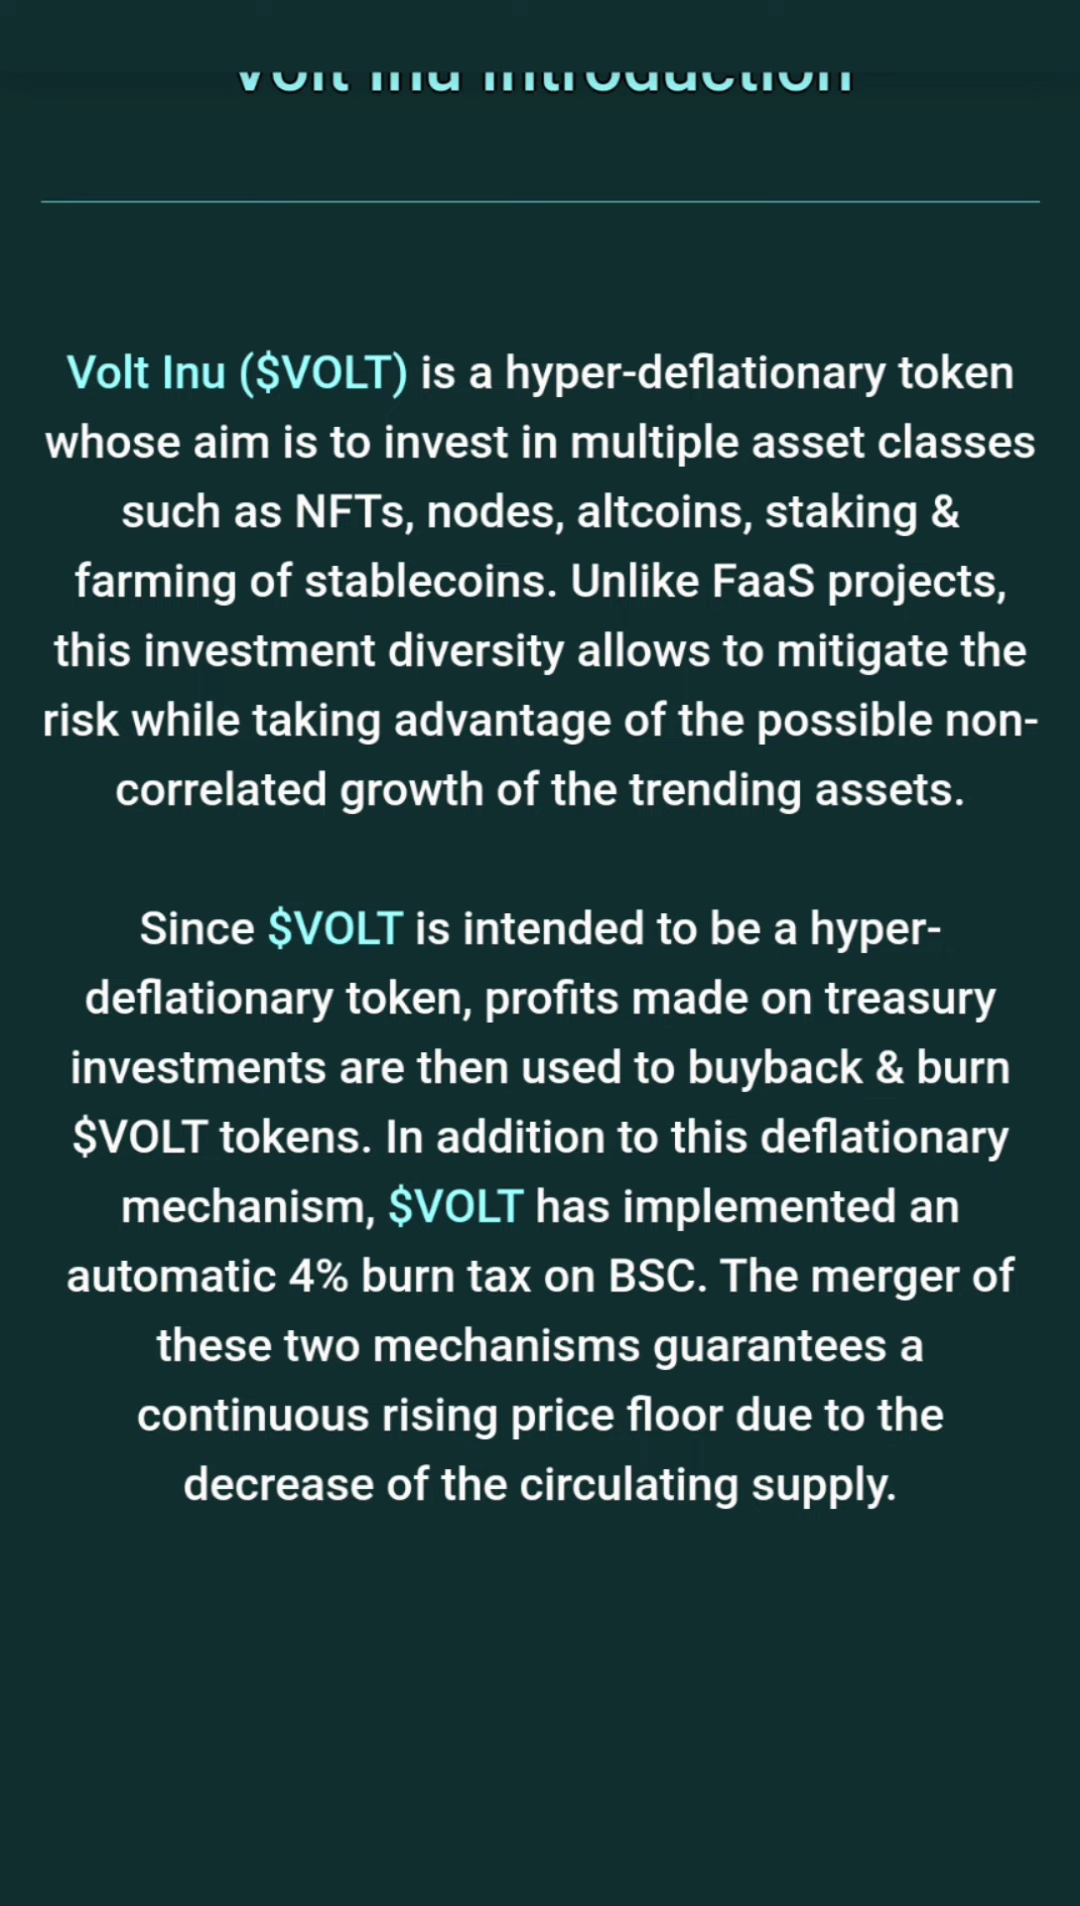 Volt Inu Introduction
Volt Inu ($VOLT) is a hyper-deflationary token
whose aim is to invest in multiple asset classes
such as NFTs, nodes, altcoins, staking &
farming of stablecoins. Unlike FaaS projects,
this investment diversity allows to mitigate the
risk while taking advantage of the possible non-
correlated growth of the trending assets.
Since $VOLT is intended to be a hyper-
deflationary token, profits made on treasury
investments are then used to buyback & burn
$VOLT tokens. In addition to this deflationary
mechanism, $VOLT has implemented an
automatic 4% burn tax on BSC. The merger of
these two mechanisms guarantees a
continuous rising price floor due to the
decrease of the circulating supply.